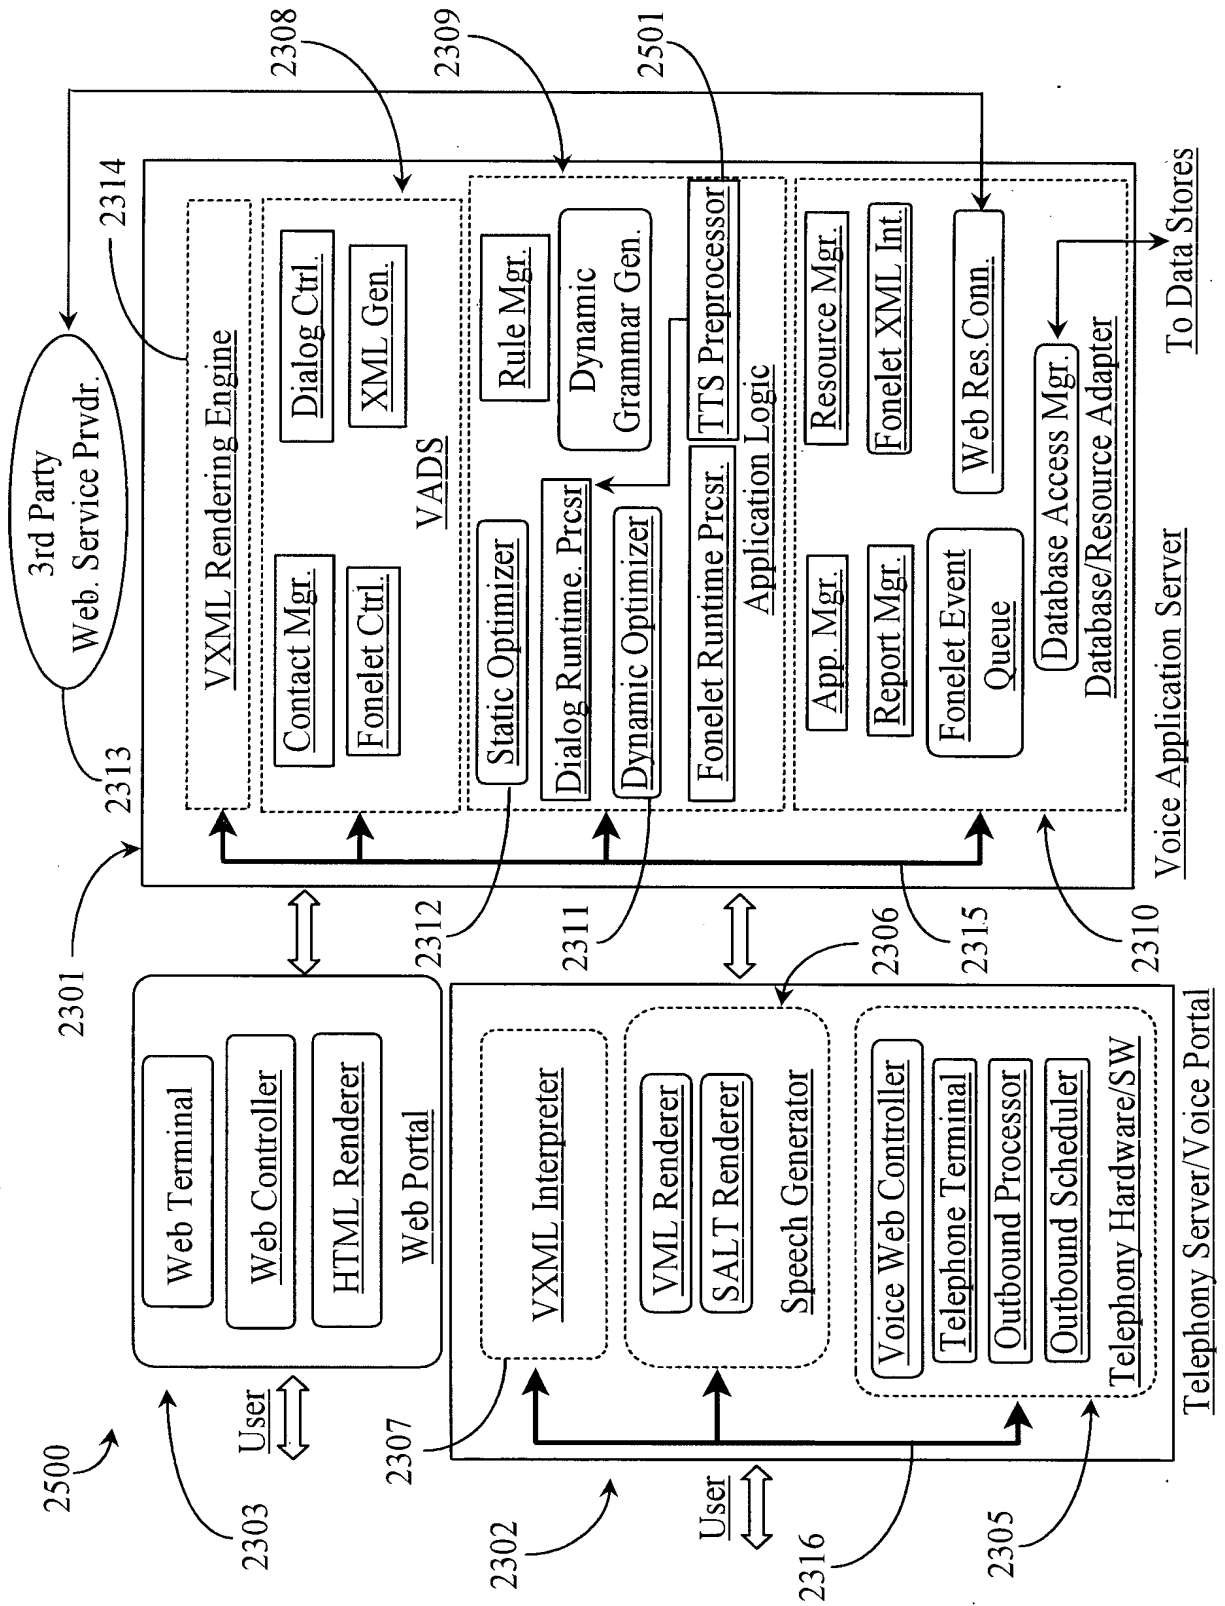 2500
2303
User
Web Terminal
Web Controller
HTML Renderer
Web Portal
2301
2313
3rd Party
Web. Service Prvdr.
2314
VXML Rendering Engine
Contact Mgr.
Dialog Ctrl.
Fonelet Ctrl.
XML Gen.
VADS
2308
2312
Static Optimizer
Rule Mgr.
Dialog Runtime. Prcsr
Dynamic
Grammar Gen.
2311
Dynamic Optimizer
Fonelet Runtime Prcsr.
TTS Preprocessor
Application Logic
2309
2501
App. Mgr.
Resource Mgr.
Report Mgr.
Fonelet XML Int.
Fonelet Event
Queue
Web Res.Conn.
Database Access Mgr.
Database/Resource Adapter
2315
2310
Voice Application Server
To Data Stores
2307
VXML Interpreter
2306
VML Renderer
SALT Renderer
Speech Generator
2302
User
2316
2305
Voice Web Controller
Telephone Terminal
Outbound Processor
Outbound Scheduler
Telephony Hardware/SW
Telephony Server/Voice Portal